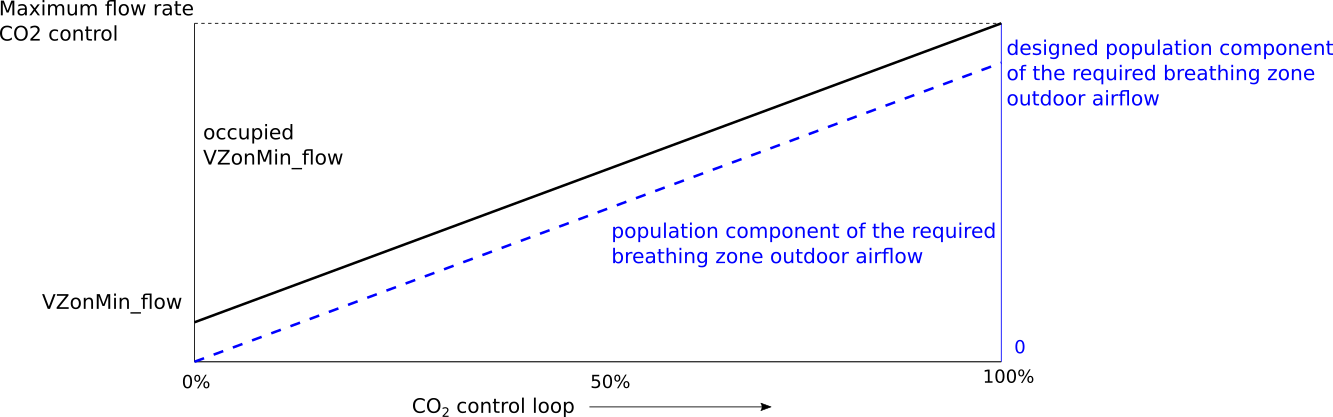 Maximum flow rate
CO2 control
designed population component
of the required breathing zone
outdoor airflow
occupied
VZonMin_flow
population component of the required
breathing zone outdoor airflow
VZonMin_flow
0
0%
50%
100%
CO₂ control loop